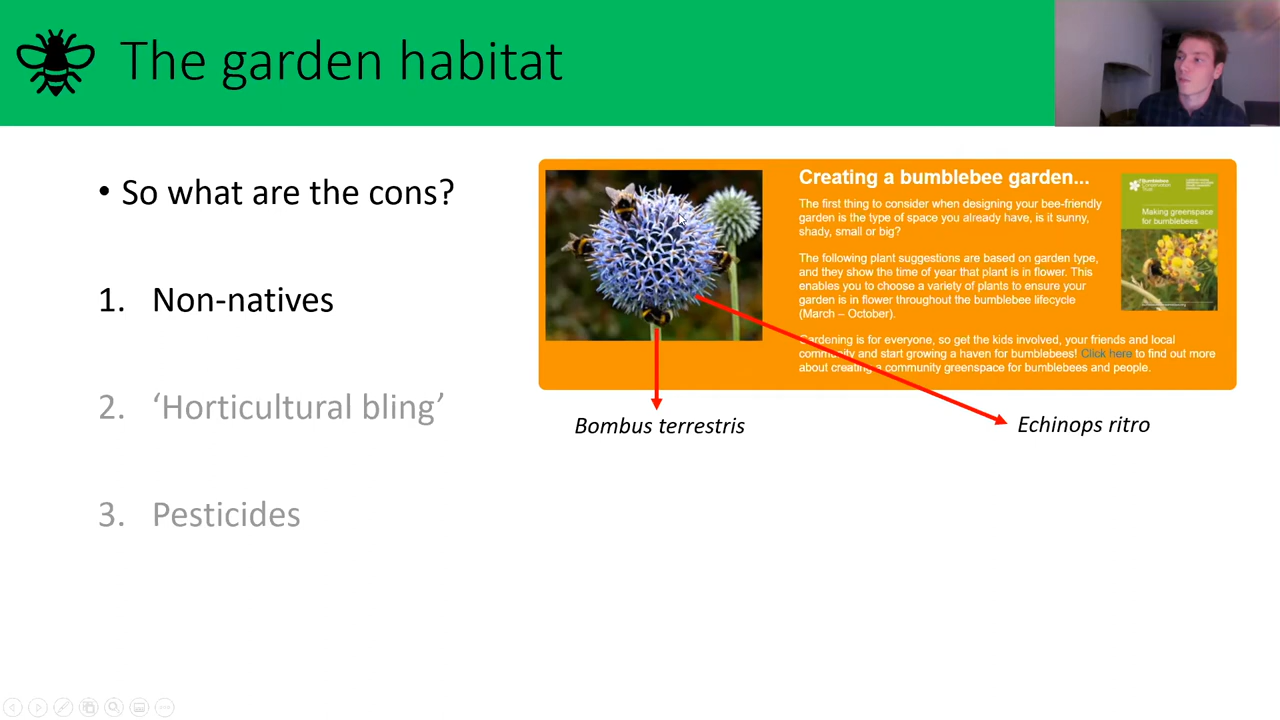 The garden habitat
• So what are the cons?
1. Non-natives
2. ‘Horticultural bling’
3. Pesticides
Creating a bumblebee garden...
The first thing to consider when designing your bee-friendly
garden is the type of space you already have, is it sunny,
shady, small or big?
The following plant suggestions are based on garden type,
and they show the time of year that plant is in flower. This
enables you to choose a variety of plants to ensure your
garden is in flower throughout the bumblebee lifecycle
(March – October).
Gardening is for everyone, so get the kids involved, your friends and local
community and start growing a haven for bumblebees! Click here to find out more
about creating a community greenspace for bumblebees and people.
Bumblebee
Conservation
Trust
Making greenspace
for bumblebees
Bombus terrestris
Echinops ritro